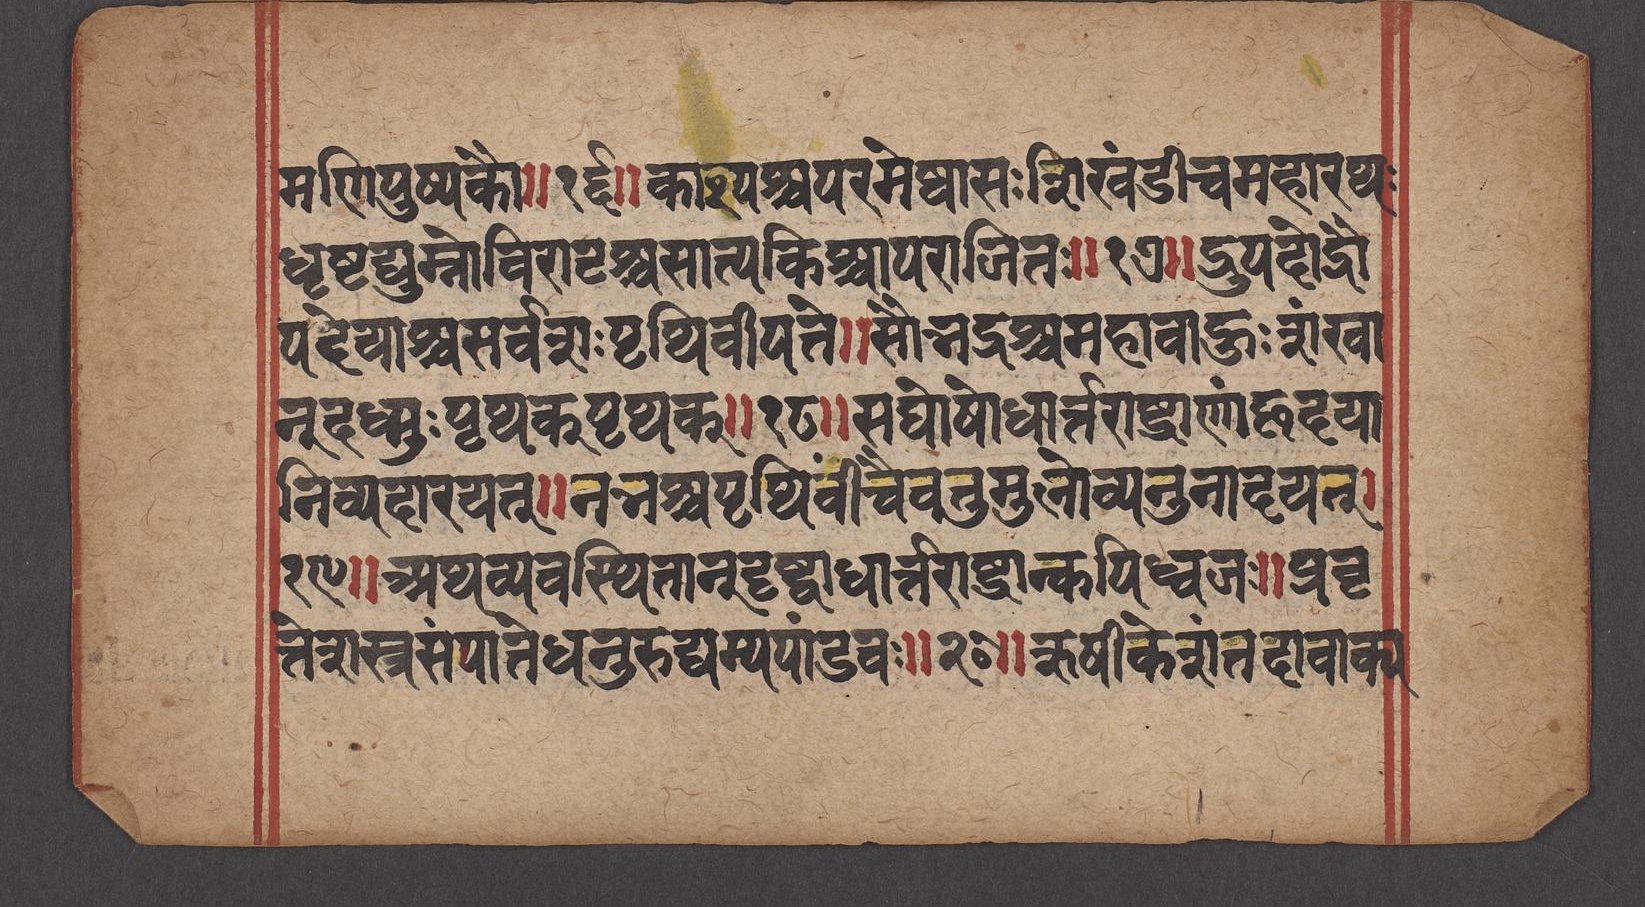 मणिपुष्पकौ॥१६॥काश्यश्चपरमेष्वासःशिखंडीचमहारथः
धृष्टद्युम्नोविराटश्चसात्यकिश्चापराजितः॥१७॥द्रुपदोद्रौ
पदेयाश्चसर्वशःपृथिवीपते॥सौभद्रश्चमहावाहुःशंखा
न्दध्मुःपृथक्पृथक्॥१८॥सघोषोधार्त्तराष्ट्राणांहृदया
निव्यदारयत्॥नभश्चपृथिवींचैवतुमुलोव्यनुनादयत्।
१९॥अथव्यवस्थितान्दृष्ट्वाधार्त्तराष्ट्रान्कपिध्वजः॥प्रवृ
त्तेशस्त्रसंपातेधनुरुद्यम्यपांडवः॥२०॥हृषीकेशंतदावाक्य